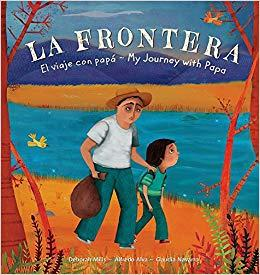 LA FRONTERA
El viaje con papá ~ My Journey with Papa
Deborah Mills ~ Alfredo Alva ~ Claudia Navarro